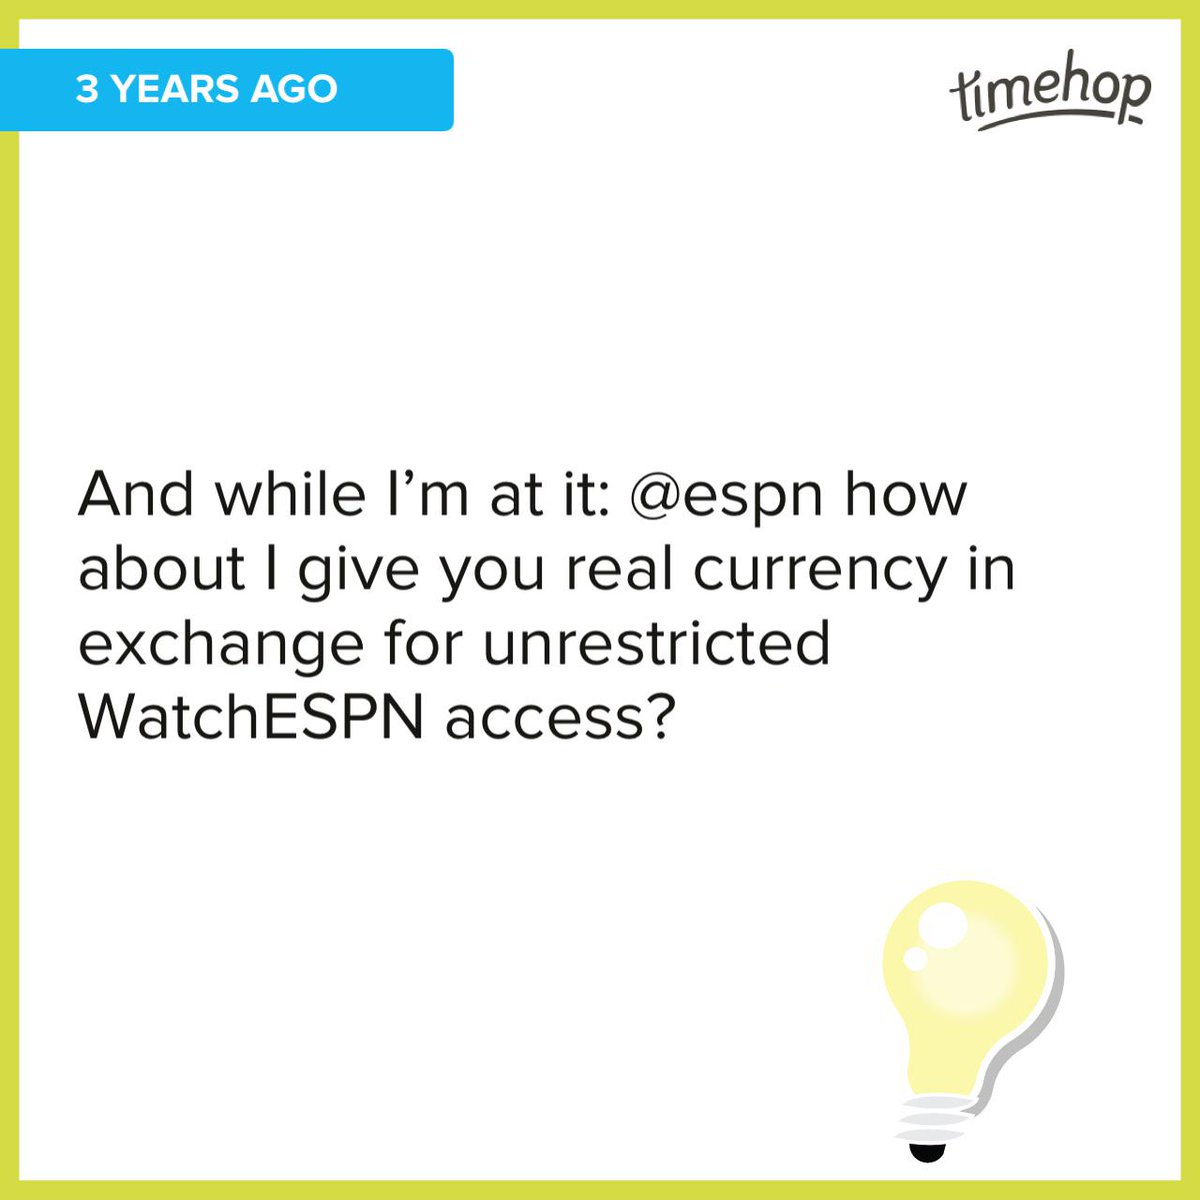 3 YEARS AGO
timehop
And while I’m at it: @espn how
about I give you real currency in
exchange for unrestricted
WatchESPN access?